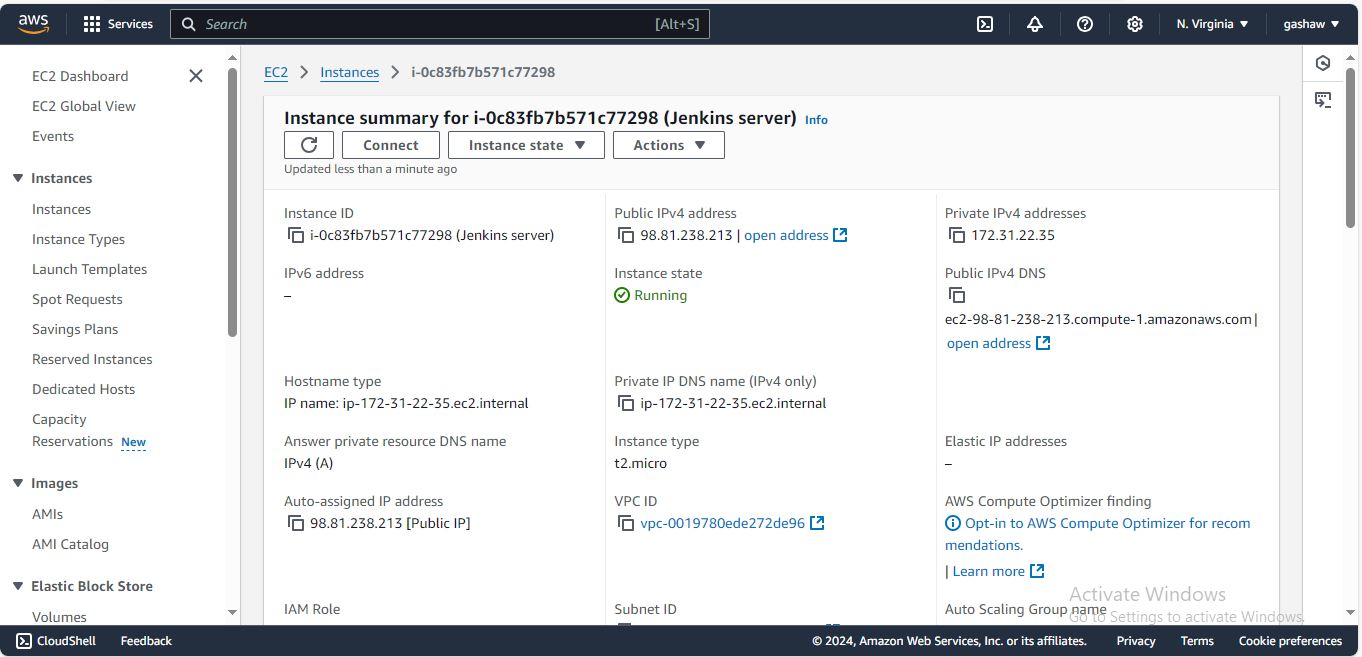 aws
Services
Search
[Alt+S]
N. Virginia
gashaw
EC2 Dashboard
EC2 Global View
Events
Instances
Instances
Instance Types
Launch Templates
Spot Requests
Savings Plans
Reserved Instances
Dedicated Hosts
Capacity
Reservations New
Images
AMIs
AMI Catalog
Elastic Block Store
Volumes
EC2 > Instances > i-0c83fb7b571c77298
Instance summary for i-0c83fb7b571c77298 (Jenkins server) Info
Connect
Instance state
Actions
Updated less than a minute ago
Instance ID
i-0c83fb7b571c77298 (Jenkins server)
Public IPv4 address
98.81.238.213 | open address
Private IPv4 addresses
172.31.22.35
IPv6 address
–
Instance state
Running
Public IPv4 DNS
ec2-98-81-238-213.compute-1.amazonaws.com |
open address
Hostname type
IP name: ip-172-31-22-35.ec2.internal
Private IP DNS name (IPv4 only)
ip-172-31-22-35.ec2.internal
Answer private resource DNS name
IPv4 (A)
Instance type
t2.micro
Elastic IP addresses
–
Auto-assigned IP address
98.81.238.213 [Public IP]
VPC ID
vpc-0019780ede272de96
AWS Compute Optimizer finding
Opt-in to AWS Compute Optimizer for recom
mendations.
| Learn more
IAM Role
Subnet ID
Auto Scaling Group name
Activate Windows
Go to Settings to activate Windows.
CloudShell
Feedback
© 2024, Amazon Web Services, Inc. or its affiliates.
Privacy
Terms
Cookie preferences